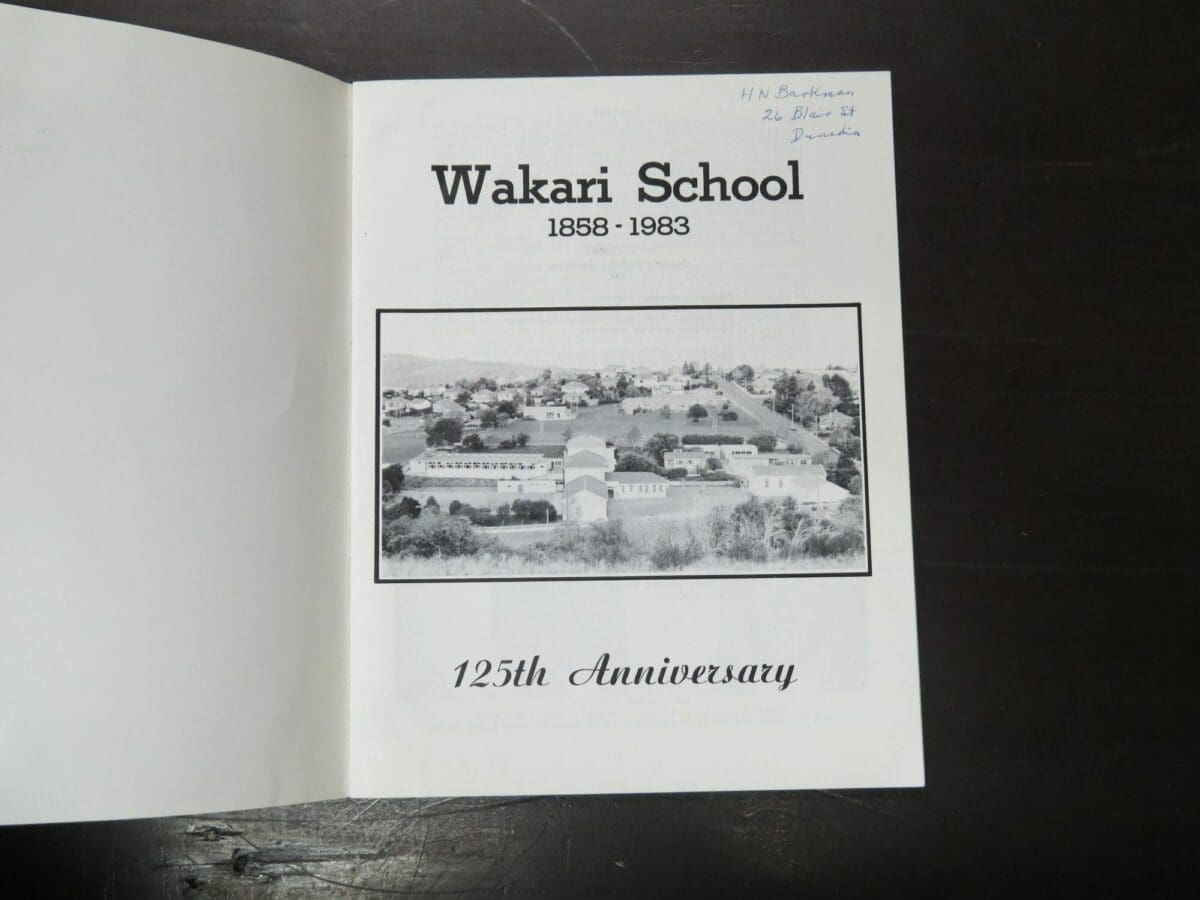 H N Barkman
26 Blair St
Dunedin
Wakari School
1858 - 1983
125th Anniversary